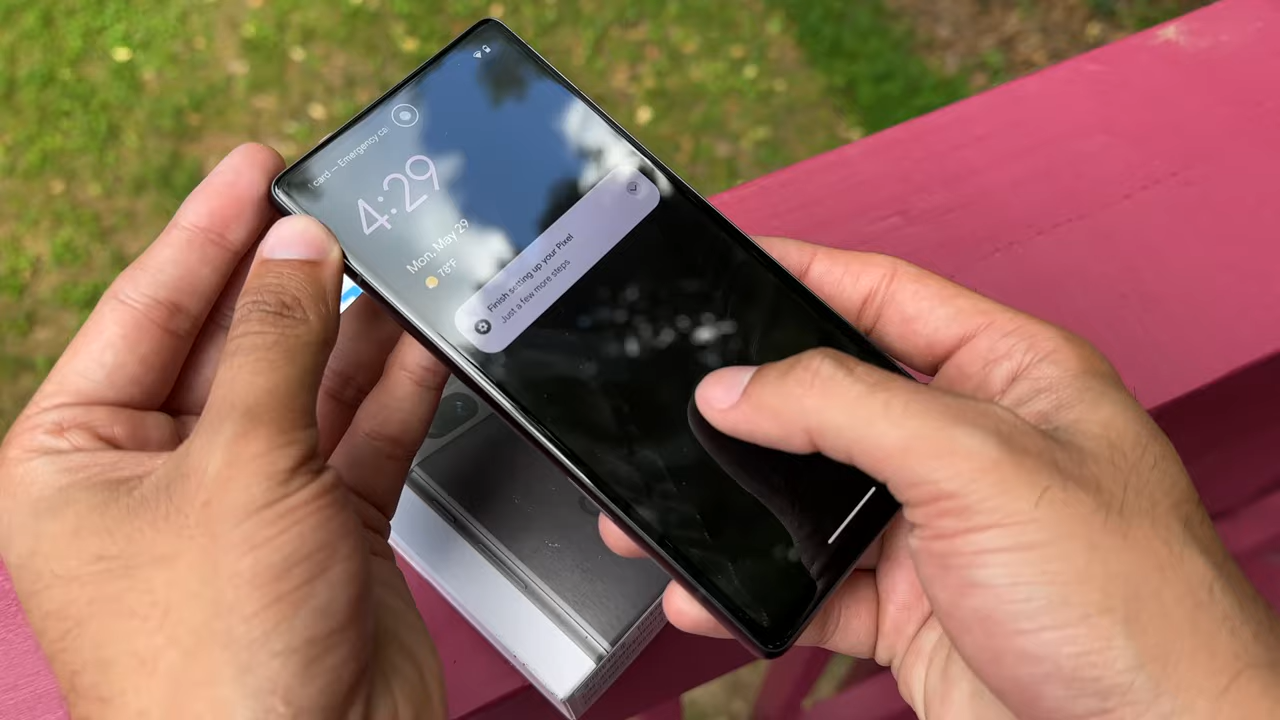 card — Emergency ca
4:29
Mon, May 29
78°F
Finish setting up your Pixel
Just a few more steps